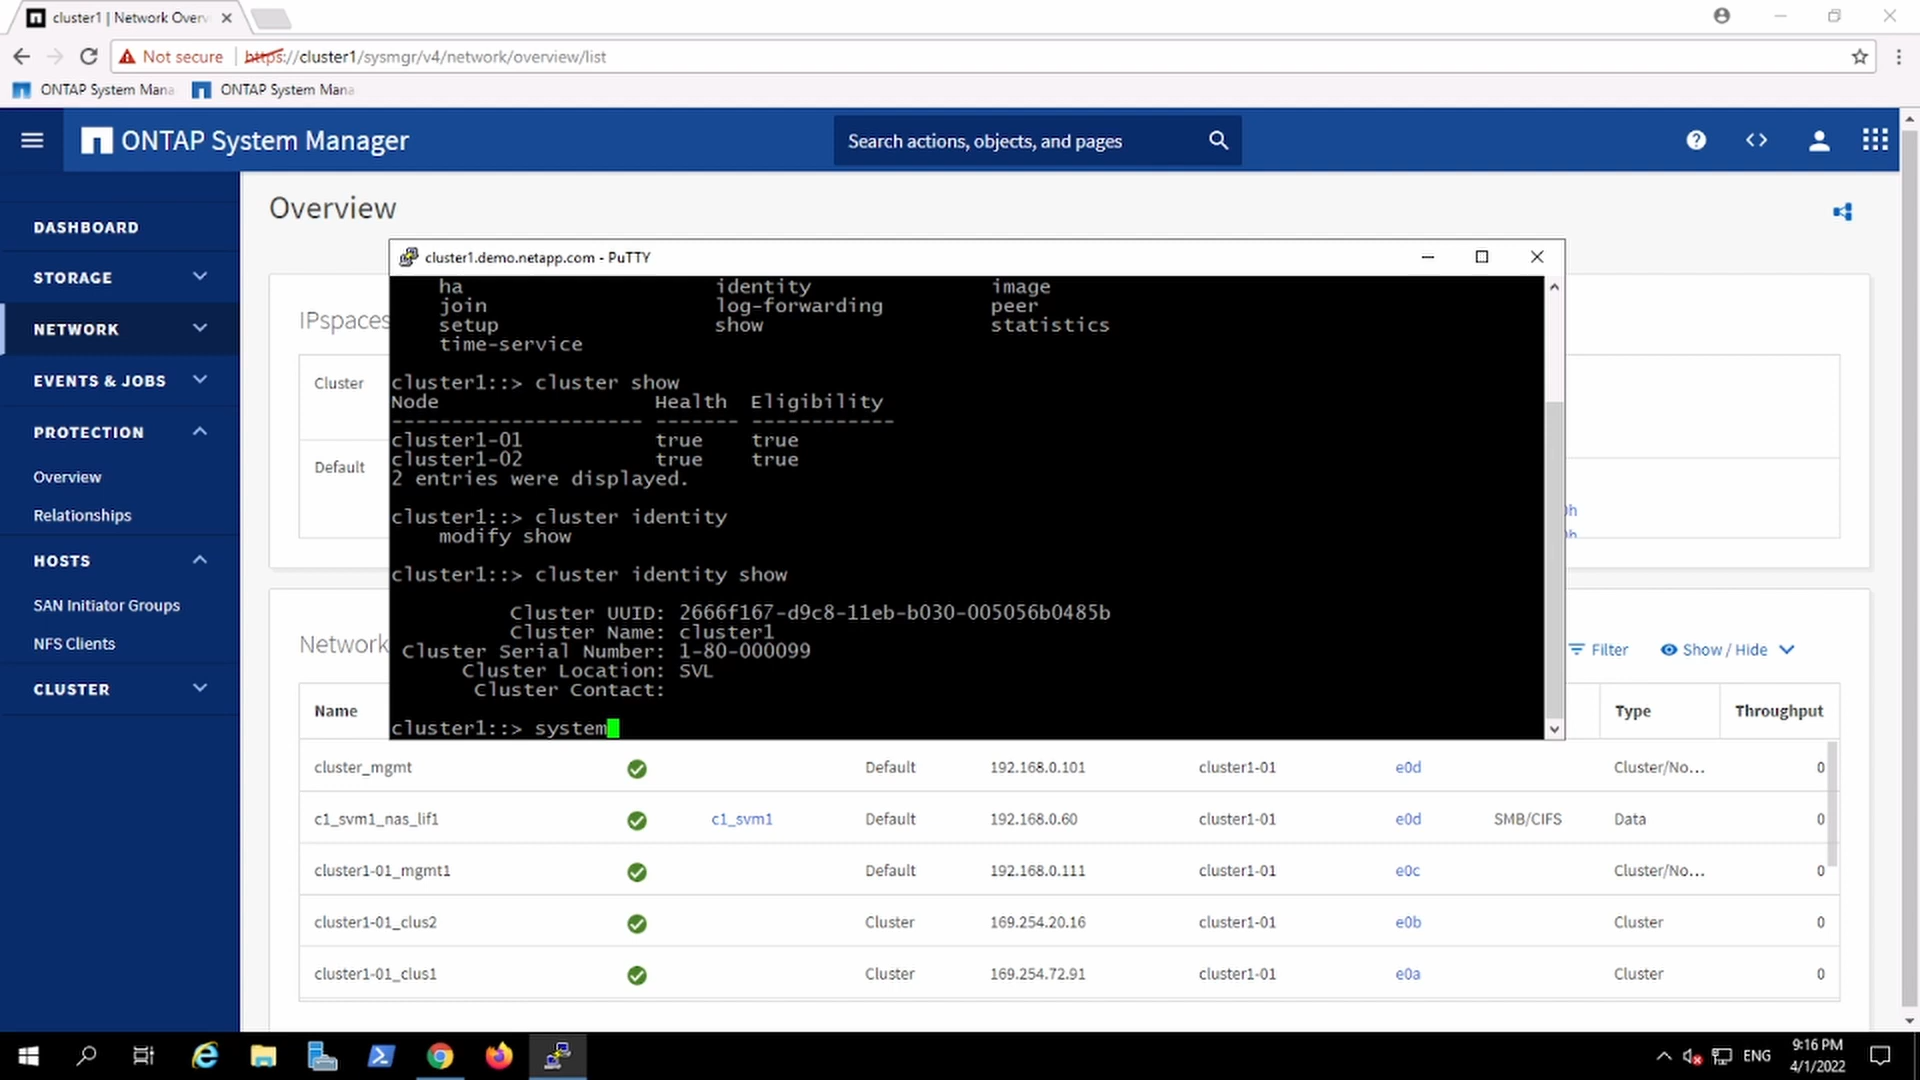 cluster1 | Network Overv
Not secure
https://cluster1/sysmgr/v4/network/overview/list
ONTAP System Mana
ONTAP System Mana
ONTAP System Manager
Search actions, objects, and pages
DASHBOARD
STORAGE
NETWORK
EVENTS & JOBS
PROTECTION
Overview
Relationships
HOSTS
SAN Initiator Groups
NFS Clients
CLUSTER
Overview
IPspaces
Cluster
Default
cluster1.demo.netapp.com - PuTTY
ha identity image
join log-forwarding peer
setup show statistics
time-service
cluster1::> cluster show
Node Health Eligibility
--------------------- ------- ------------
cluster1-01 true true
cluster1-02 true true
2 entries were displayed.
cluster1::> cluster identity
modify show
cluster1::> cluster identity show
Cluster UUID: 2666f167-d9c8-11eb-b030-005056b0485b
Cluster Name: cluster1
Cluster Serial Number: 1-80-000099
Cluster Location: SVL
Cluster Contact:
cluster1::> system
Network
Filter
Show / Hide
Name Type Throughput
cluster_mgmt Default 192.168.0.101 cluster1-01 e0d Cluster/No... 0
c1_svm1_nas_lif1 c1_svm1 Default 192.168.0.60 cluster1-01 e0d SMB/CIFS Data 0
cluster1-01_mgmt1 Default 192.168.0.111 cluster1-01 e0c Cluster/No... 0
cluster1-01_clus2 Cluster 169.254.20.16 cluster1-01 e0b Cluster 0
cluster1-01_clus1 Cluster 169.254.72.91 cluster1-01 e0a Cluster 0
ENG
9:16 PM
4/1/2022